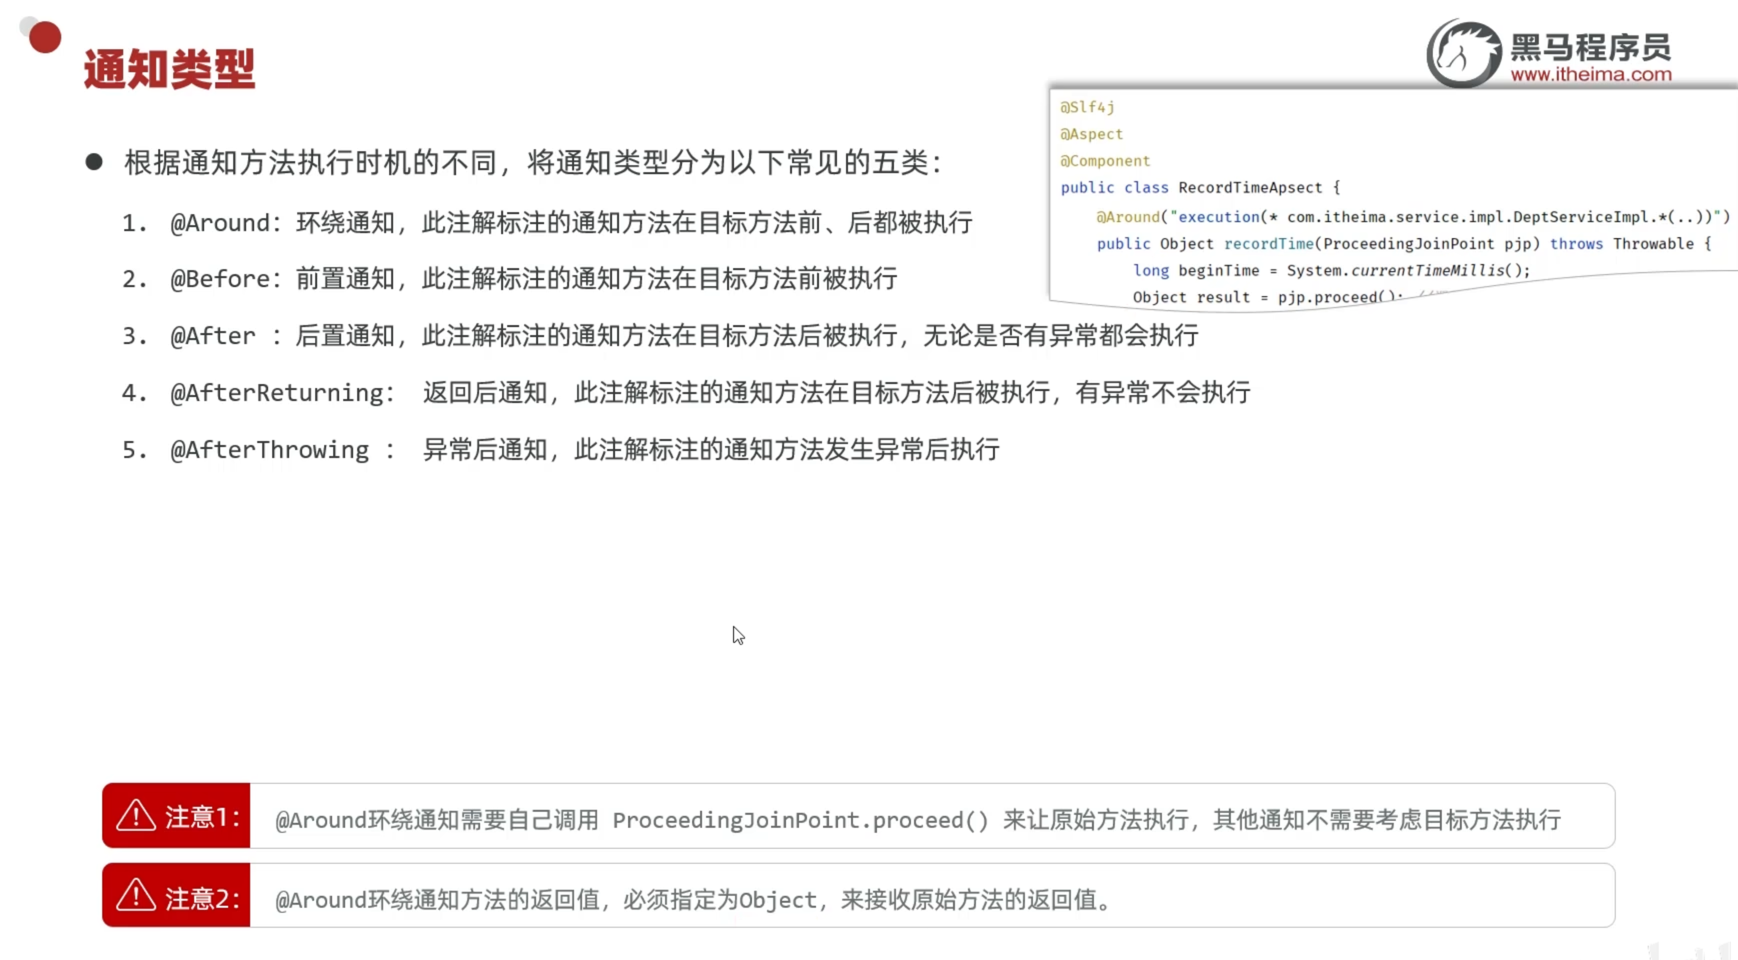 通知类型
黑马程序员
www.itheima.com
@Slf4j
@Aspect
@Component
public class RecordTimeApsect {
@Around("execution(* com.itheima.service.impl.DeptServiceImpl.*(..))")
public Object recordTime(ProceedingJoinPoint pjp) throws Throwable {
long beginTime = System.currentTimeMillis();
Object result = pjp.proceed(); //
● 根据通知方法执行时机的不同，将通知类型分为以下常见的五类：
1. @Around：环绕通知，此注解标注的通知方法在目标方法前、后都被执行
2. @Before：前置通知，此注解标注的通知方法在目标方法前被执行
3. @After ：后置通知，此注解标注的通知方法在目标方法后被执行，无论是否有异常都会执行
4. @AfterReturning： 返回后通知，此注解标注的通知方法在目标方法后被执行，有异常不会执行
5. @AfterThrowing ： 异常后通知，此注解标注的通知方法发生异常后执行
注意1：
@Around环绕通知需要自己调用 ProceedingJoinPoint.proceed() 来让原始方法执行，其他通知不需要考虑目标方法执行
注意2：
@Around环绕通知方法的返回值，必须指定为Object，来接收原始方法的返回值。